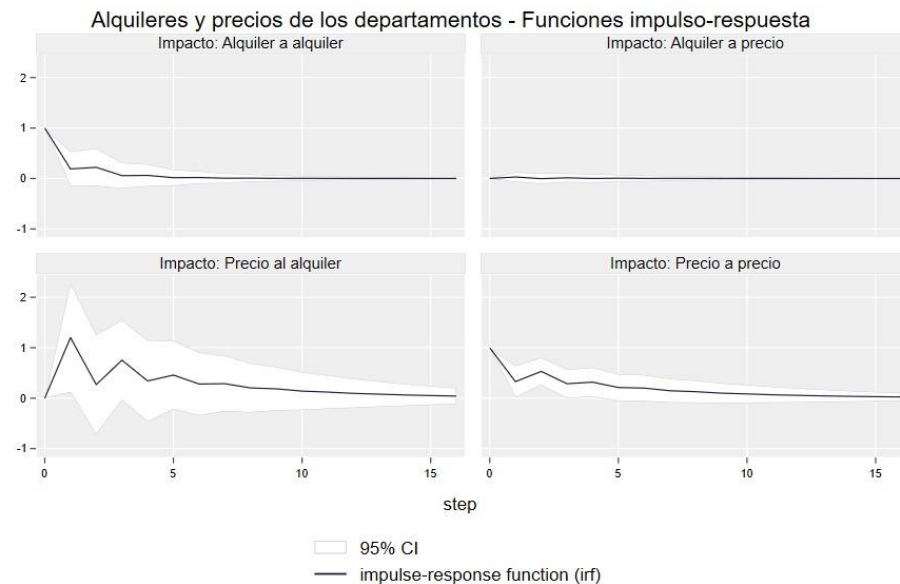 Alquileres y precios de los departamentos - Funciones impulso-respuesta
Impacto: Alquiler a alquiler
Impacto: Alquiler a precio
2
1
0
-1
Impacto: Precio al alquiler
Impacto: Precio a precio
2
1
0
-1
0 5 10 15 0 5 10 15
step
95% CI
impulse-response function (irf)